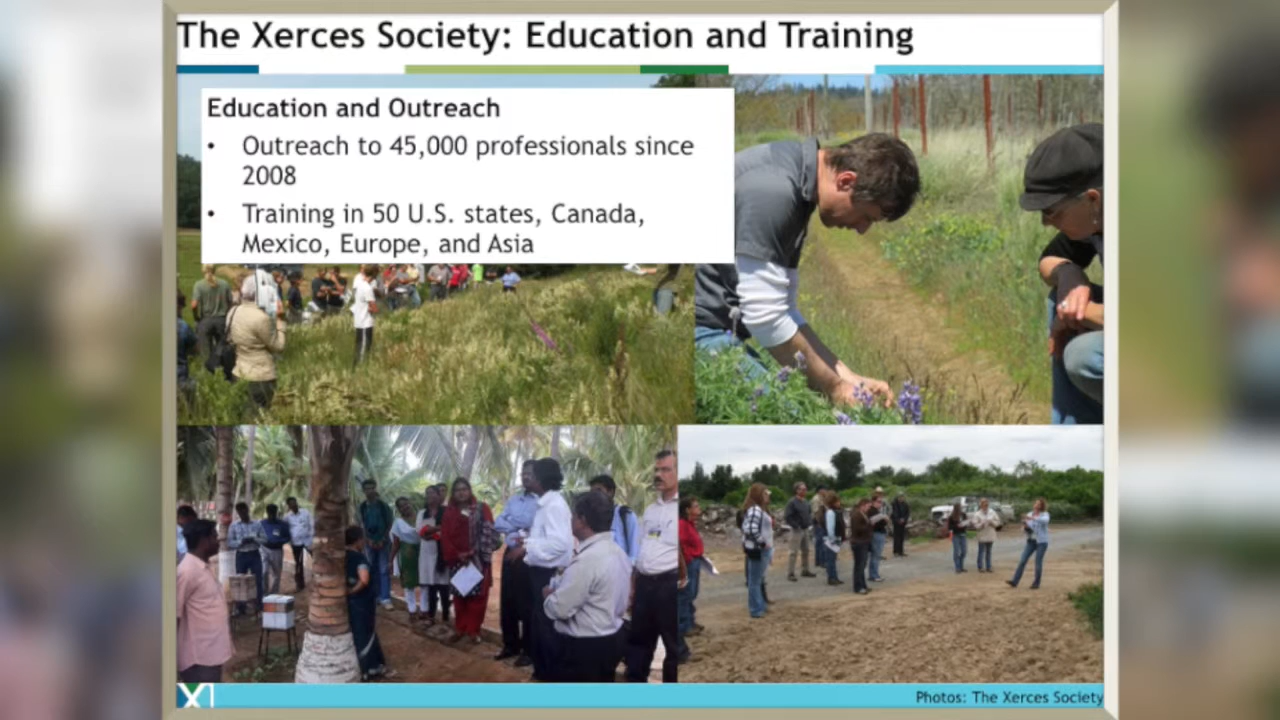 The Xerces Society: Education and Training
Education and Outreach
• Outreach to 45,000 professionals since
2008
• Training in 50 U.S. states, Canada,
Mexico, Europe, and Asia
X
Photos: The Xerces Society